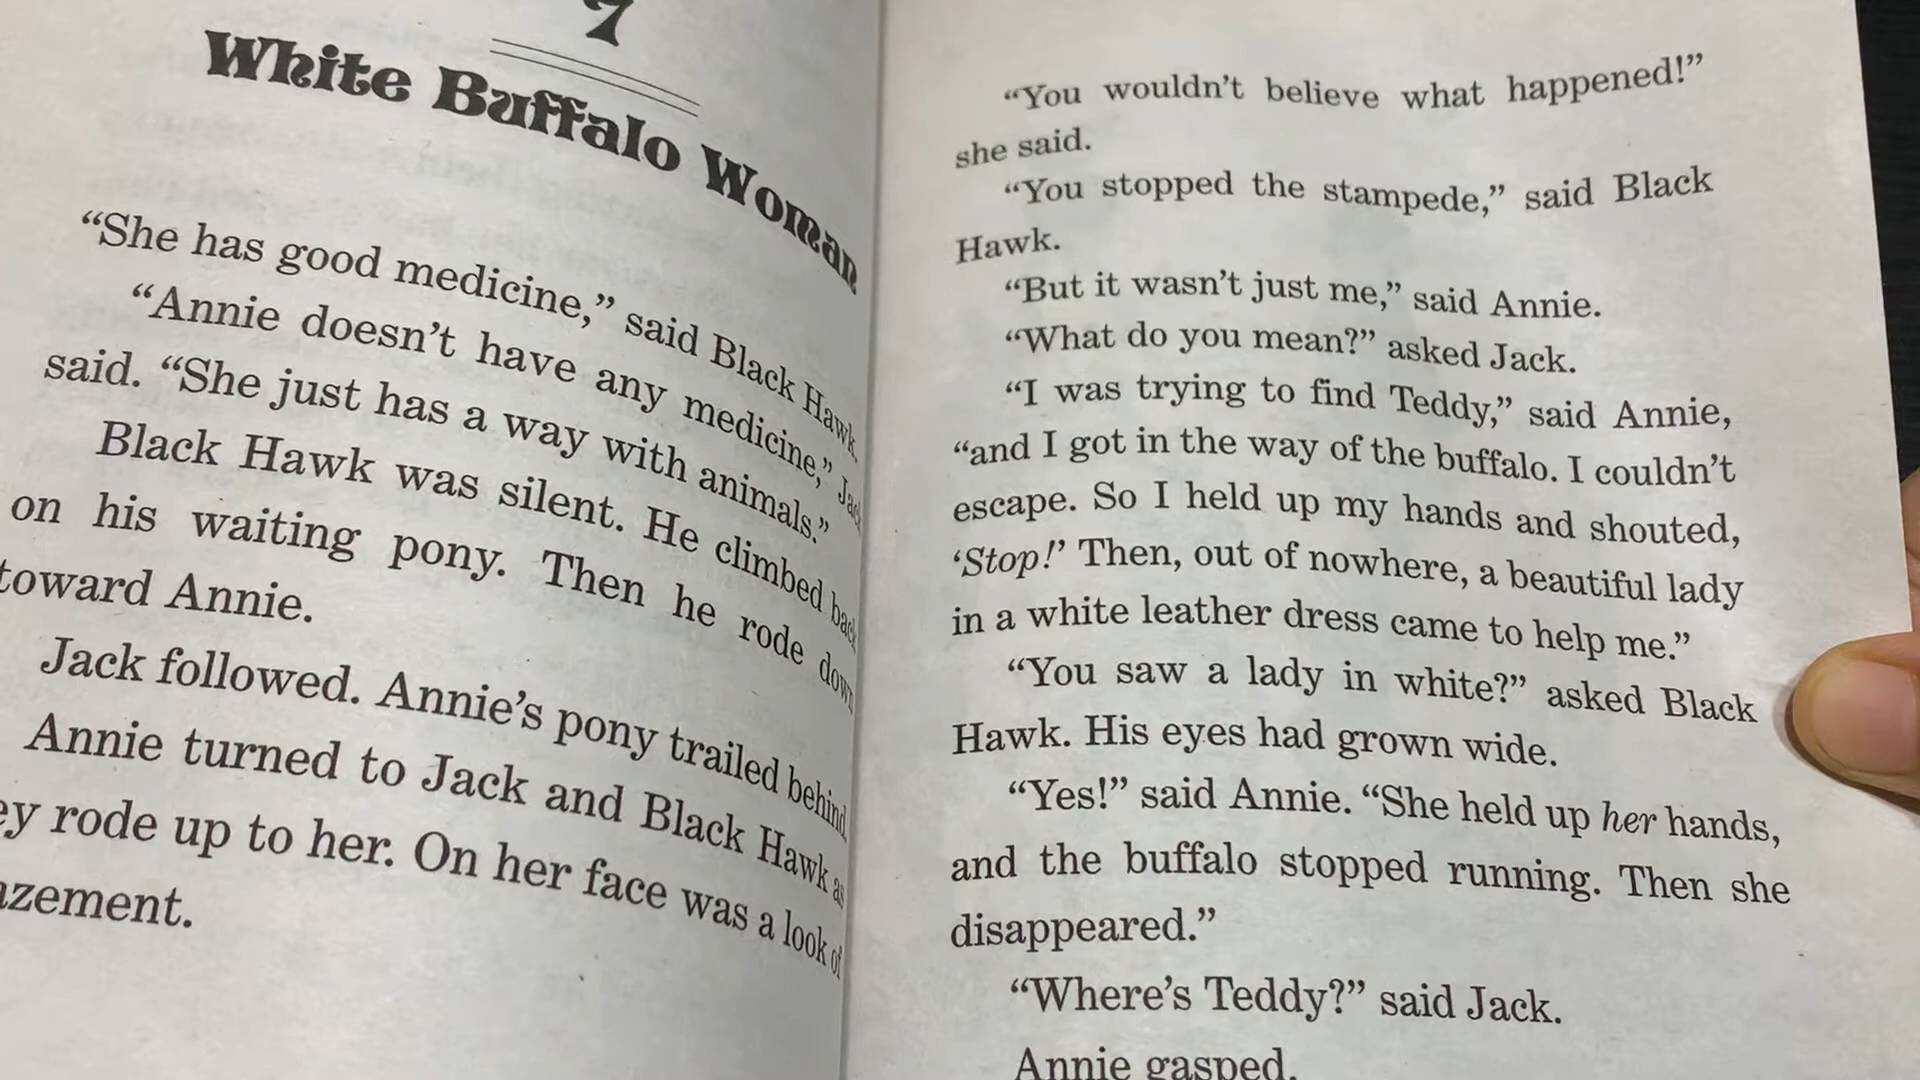 7
White Buffalo Woman
“She has good medicine,” said Black Hawk.
“Annie doesn’t have any medicine,” Jack
said. “She just has a way with animals.”
Black Hawk was silent. He climbed back
on his waiting pony. Then he rode down
toward Annie.
Jack followed. Annie’s pony trailed behind.
Annie turned to Jack and Black Hawk as
rode up to her. On her face was a look of
“You wouldn’t believe what happened!”
she said.
“You stopped the stampede,” said Black
Hawk.
“But it wasn’t just me,” said Annie.
“What do you mean?” asked Jack.
“I was trying to find Teddy,” said Annie,
“and I got in the way of the buffalo. I couldn’t
escape. So I held up my hands and shouted,
‘Stop!’ Then, out of nowhere, a beautiful lady
in a white leather dress came to help me.”
“You saw a lady in white?” asked Black
Hawk. His eyes had grown wide.
“Yes!” said Annie. “She held up her hands,
and the buffalo stopped running. Then she
disappeared.”
“Where’s Teddy?” said Jack.
Annie gasped.